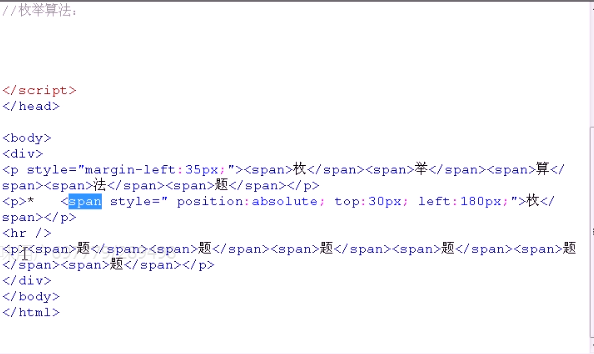 //枚举算法:
</script>
</head>
<body>
<div>
<p style="margin-left:35px;"><span>枚</span><span>举</span><span>算</
span><span>法</span><span>题</span></p>
<p>*   <span style=" position:absolute; top:30px; left:180px;">枚</
span></p>
<hr />
<p><span>题</span><span>题</span><span>题</span><span>题</span><span>题
</span><span>题</span></p>
</div>
</body>
</html>